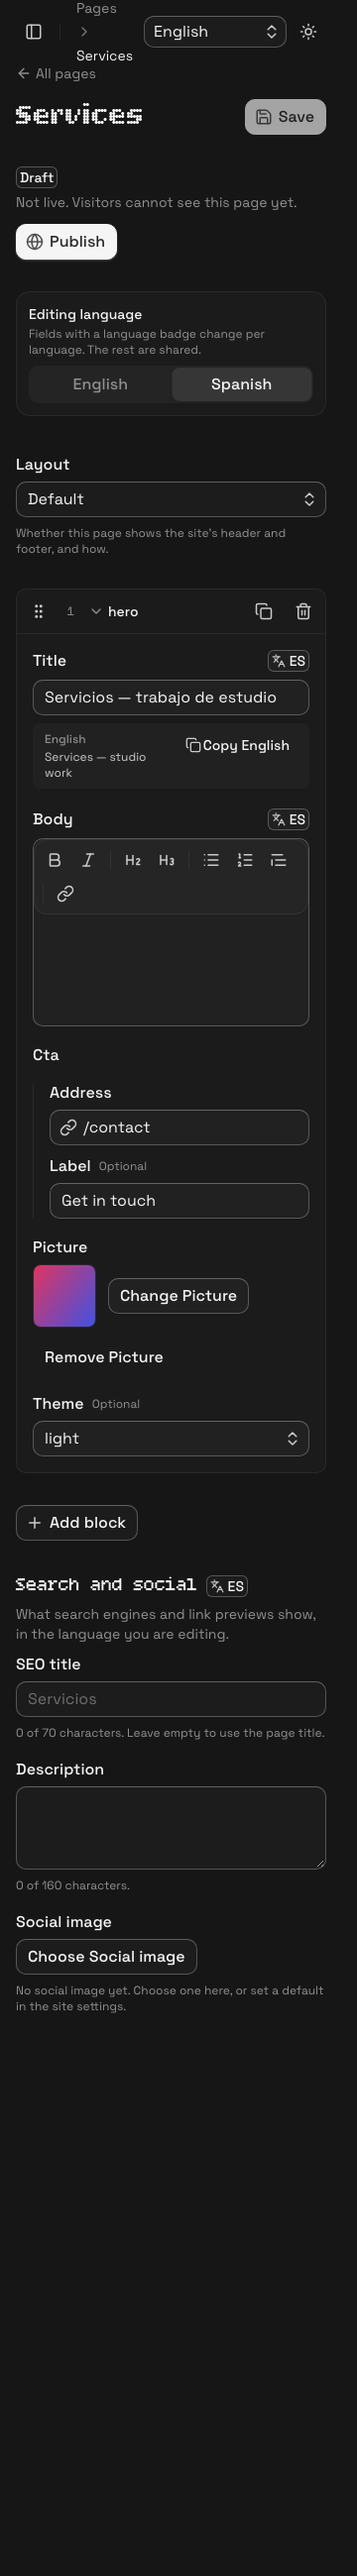 Pages
English
Services
All pages
Services
Save
Draft
Not live. Visitors cannot see this page yet.
Publish
Editing language
Fields with a language badge change per
language. The rest are shared.
English
Spanish
Layout
Default
Whether this page shows the site's header and
footer, and how.
1
hero
Title
ES
Servicios — trabajo de estudio
English
Services — studio
work
Copy English
Body
ES
B I H2 H3
Cta
Address
/contact
Label Optional
Get in touch
Picture
Change Picture
Remove Picture
Theme Optional
light
Add block
Search and social
ES
What search engines and link previews show,
in the language you are editing.
SEO title
Servicios
0 of 70 characters. Leave empty to use the page title.
Description
0 of 160 characters.
Social image
Choose Social image
No social image yet. Choose one here, or set a default
in the site settings.